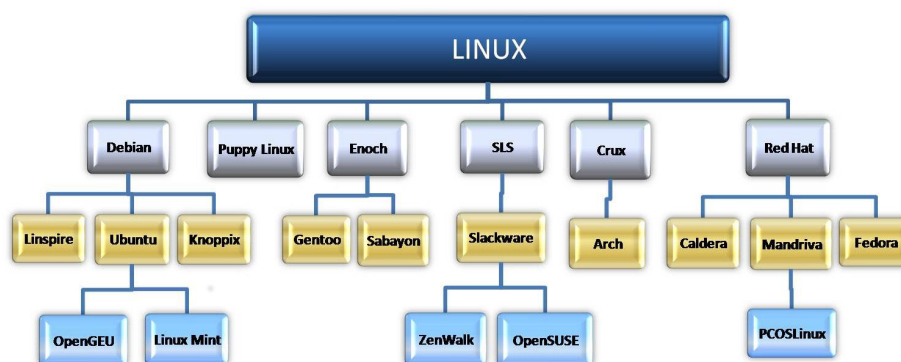 LINUX
Debian
Puppy Linux
Enoch
SLS
Crux
Red Hat
Linspire
Ubuntu
Knoppix
Gentoo
Sabayon
Slackware
Arch
Caldera
Mandriva
Fedora
OpenGEU
Linux Mint
ZenWalk
OpenSUSE
PCOSLinux